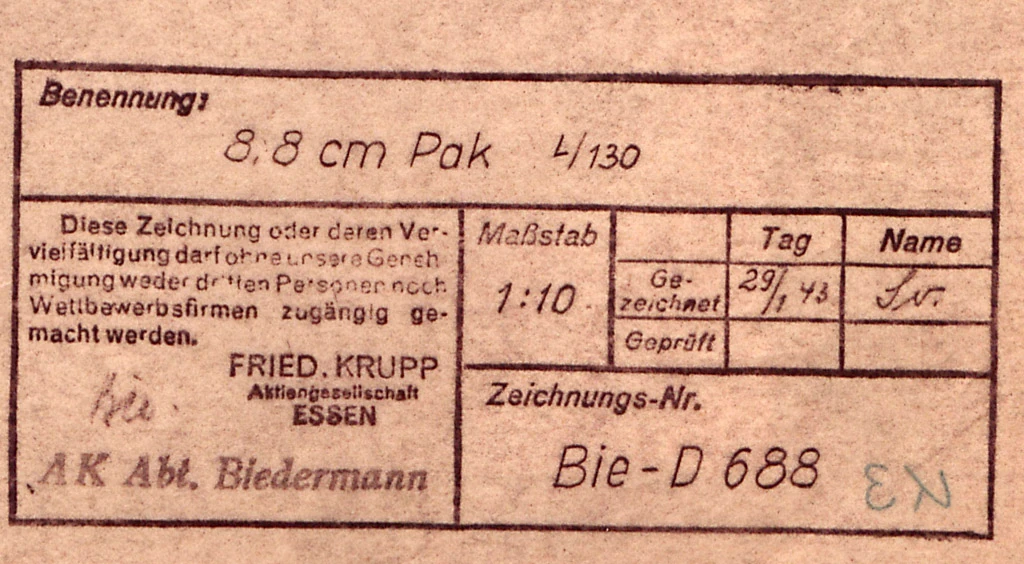 Benennung:
8,8 cm Pak L/130
Diese Zeichnung oder deren Ver-
vielfältigung darf ohne unsere Geneh
migung weder dritten Personen noch
Wettbewerbsfirmen zugängig ge-
macht werden.
FRIED. KRUPP
Aktiengesellschaft
ESSEN
AK Abt. Biedermann
Maßstab
1:10
Tag Name
Ge-
zeichnet 29/1 43
Geprüft
Zeichnungs-Nr.
Bie-D 688